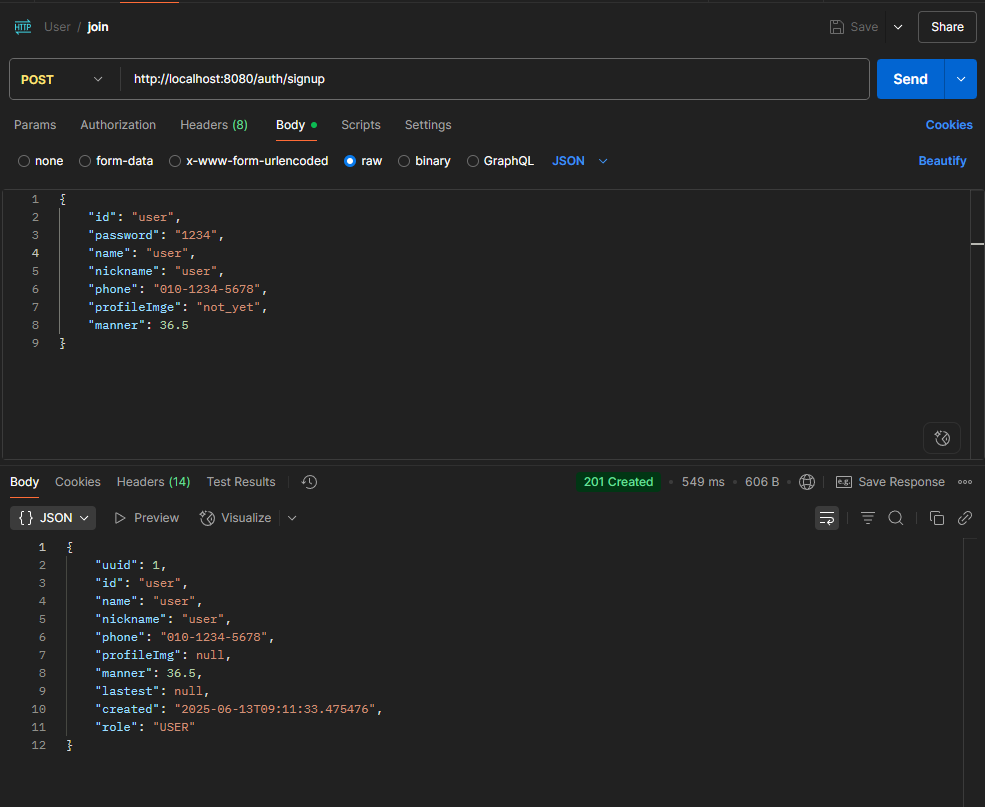 HTTP User / join Save Share
POST http://localhost:8080/auth/signup Send
Params Authorization Headers (8) Body Scripts Settings Cookies
none form-data x-www-form-urlencoded raw binary GraphQL JSON Beautify
1 {
2 "id": "user",
3 "password": "1234",
4 "name": "user",
5 "nickname": "user",
6 "phone": "010-1234-5678",
7 "profileImge": "not_yet",
8 "manner": 36.5
9 }
Body Cookies Headers (14) Test Results 201 Created 549 ms 606 B e.g. Save Response
{} JSON Preview Visualize
1 {
2 "uuid": 1,
3 "id": "user",
4 "name": "user",
5 "nickname": "user",
6 "phone": "010-1234-5678",
7 "profileImg": null,
8 "manner": 36.5,
9 "lastest": null,
10 "created": "2025-06-13T09:11:33.475476",
11 "role": "USER"
12 }